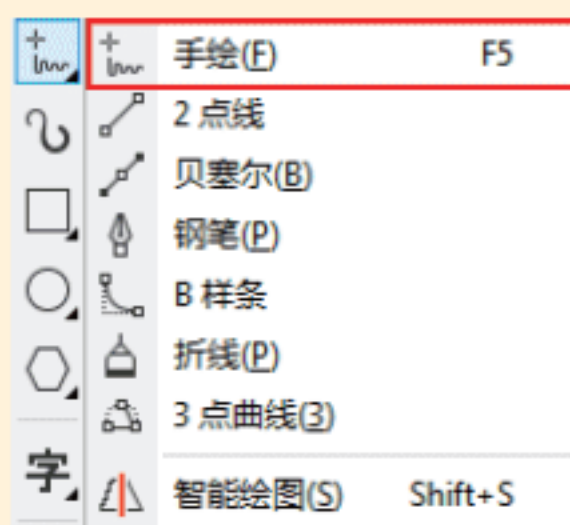 手绘(F) F5
2 点线
贝塞尔(B)
钢笔(P)
B 样条
折线(P)
3 点曲线(3)
字
智能绘图(S) Shift+S